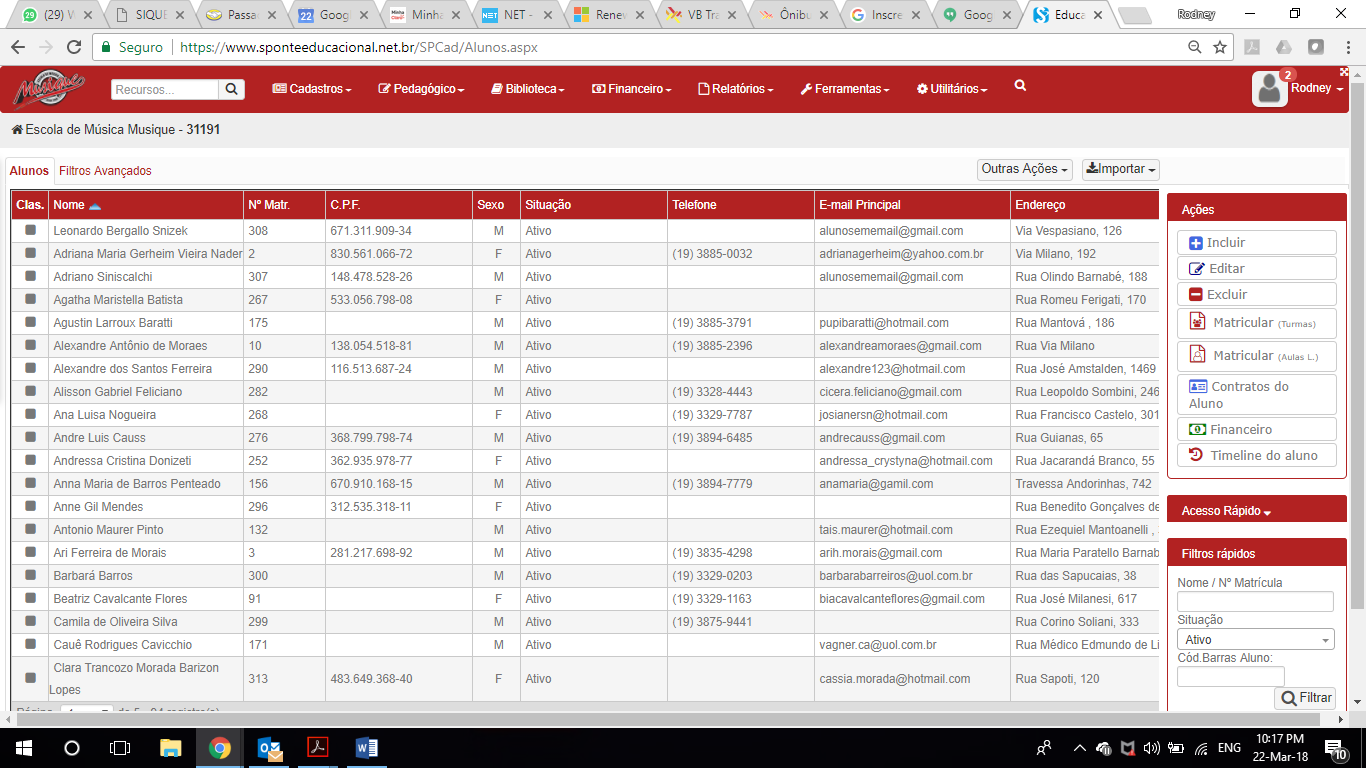 (29) W SIQUE Passa Googl Minha NET - Renew VB Tra Ônibu Inscre Googl Educa Rodney
Seguro https://www.sponteeducacional.net.br/SPCad/Alunos.aspx
Musique Recursos... Cadastros Pedagógico Biblioteca Financeiro Relatórios Ferramentas Utilitários 2 Rodney
Escola de Música Musique - 31191
Alunos Filtros Avançados Outras Ações Importar
Clas. Nome Nº Matr. C.P.F. Sexo Situação Telefone E-mail Principal Endereço
Leonardo Bergallo Snizek 308 671.311.909-34 M Ativo alunosememail@gmail.com Via Vespasiano, 126
Adriana Maria Gerheim Vieira Nader 2 830.561.066-72 F Ativo (19) 3885-0032 adrianagerheim@yahoo.com.br Via Milano, 192
Adriano Siniscalchi 307 148.478.528-26 M Ativo alunosememail@gmail.com Rua Olindo Barnabé, 188
Agatha Maristella Batista 267 533.056.798-08 F Ativo Rua Romeu Ferigati, 170
Agustin Larroux Baratti 175 M Ativo (19) 3885-3791 pupibaratti@hotmail.com Rua Mantová , 186
Alexandre Antônio de Moraes 10 138.054.518-81 M Ativo (19) 3885-2396 alexandreamoraes@gmail.com Rua Via Milano
Alexandre dos Santos Ferreira 290 116.513.687-24 M Ativo alexandre123@hotmail.com Rua José Amstalden, 1469
Alisson Gabriel Feliciano 282 M Ativo (19) 3328-4443 cicera.feliciano@gmail.com Rua Leopoldo Sombini, 246
Ana Luisa Nogueira 268 F Ativo (19) 3329-7787 josianersn@hotmail.com Rua Francisco Castelo, 301
Andre Luis Causs 276 368.799.798-74 M Ativo (19) 3894-6485 andrecauss@gmail.com Rua Guianas, 65
Andressa Cristina Donizeti 252 362.935.978-77 F Ativo andressa_crystyna@hotmail.com Rua Jacarandá Branco, 55
Anna Maria de Barros Penteado 156 670.910.168-15 M Ativo (19) 3894-7779 anamaria@gamil.com Travessa Andorinhas, 742
Anne Gil Mendes 296 312.535.318-11 F Ativo Rua Benedito Gonçalves de
Antonio Maurer Pinto 132 M Ativo tais.maurer@hotmail.com Rua Ezequiel Mantoanelli ,
Ari Ferreira de Morais 3 281.217.698-92 M Ativo (19) 3835-4298 arih.morais@gmail.com Rua Maria Paratello Barnab
Barbará Barros 300 M Ativo (19) 3329-0203 barbarabarreiros@uol.com.br Rua das Sapucaias, 38
Beatriz Cavalcante Flores 91 F Ativo (19) 3329-1163 biacavalcanteflores@gmail.com Rua José Milanesi, 617
Camila de Oliveira Silva 299 M Ativo (19) 3875-9441 Rua Corino Soliani, 333
Cauê Rodrigues Cavicchio 171 M Ativo vagner.ca@uol.com.br Rua Médico Edmundo de Li
Clara Trancozo Morada Barizon
Lopes 313 483.649.368-40 F Ativo cassia.morada@hotmail.com Rua Sapoti, 120
Ações
Incluir
Editar
Excluir
Matricular (Turmas)
Matricular (Aulas L.)
Contratos do
Aluno
Financeiro
Timeline do aluno
Acesso Rápido
Filtros rápidos
Nome / Nº Matrícula
Situação
Ativo
Cód.Barras Aluno:
Filtrar
ENG 10:17 PM
22-Mar-18 10